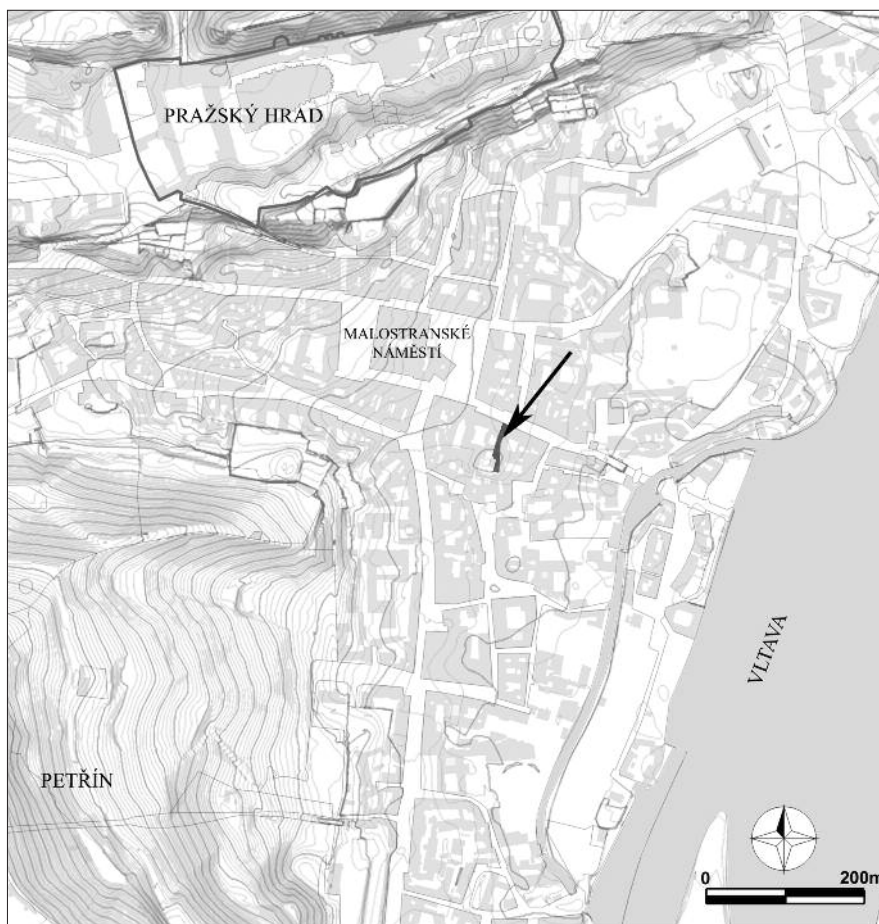 PRAŽSKÝ HRAD
MALOSTRANSKÉ
NÁMĚSTÍ
VLTAVA
PETŘÍN
0 200m